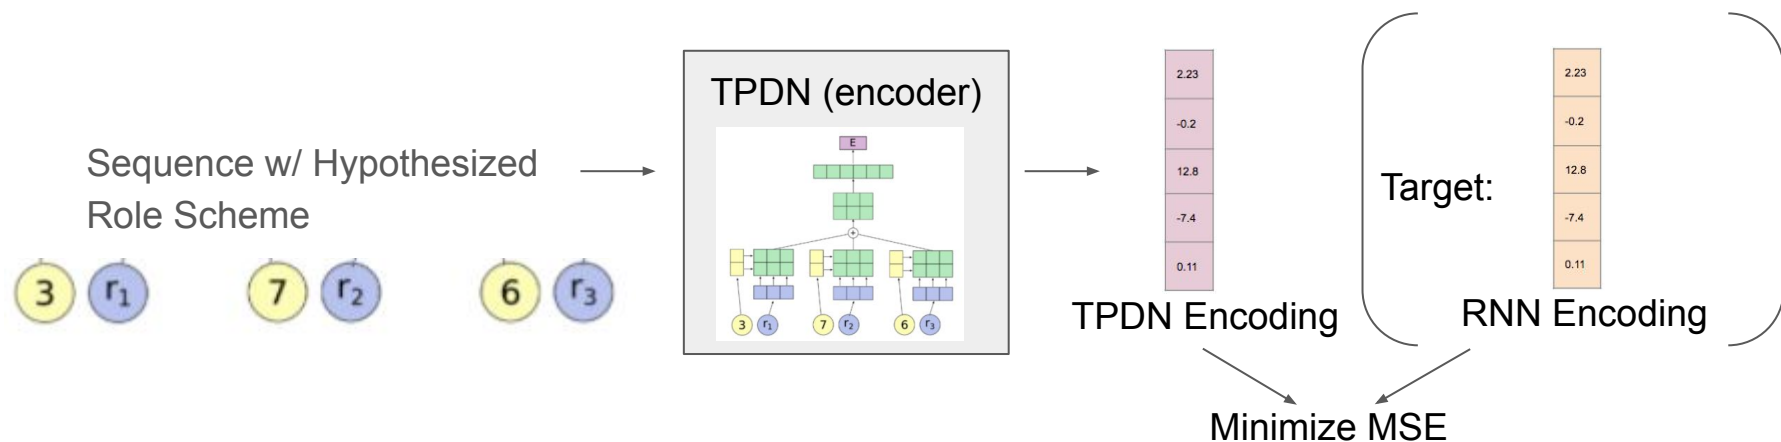 Sequence w/ Hypothesized
Role Scheme
3 r1 7 r2 6 r3
TPDN (encoder)
E
+
3 r1 7 r2 6 r3
2.23
-0.2
12.8
-7.4
0.11
TPDN Encoding
Target:
2.23
-0.2
12.8
-7.4
0.11
RNN Encoding
Minimize MSE